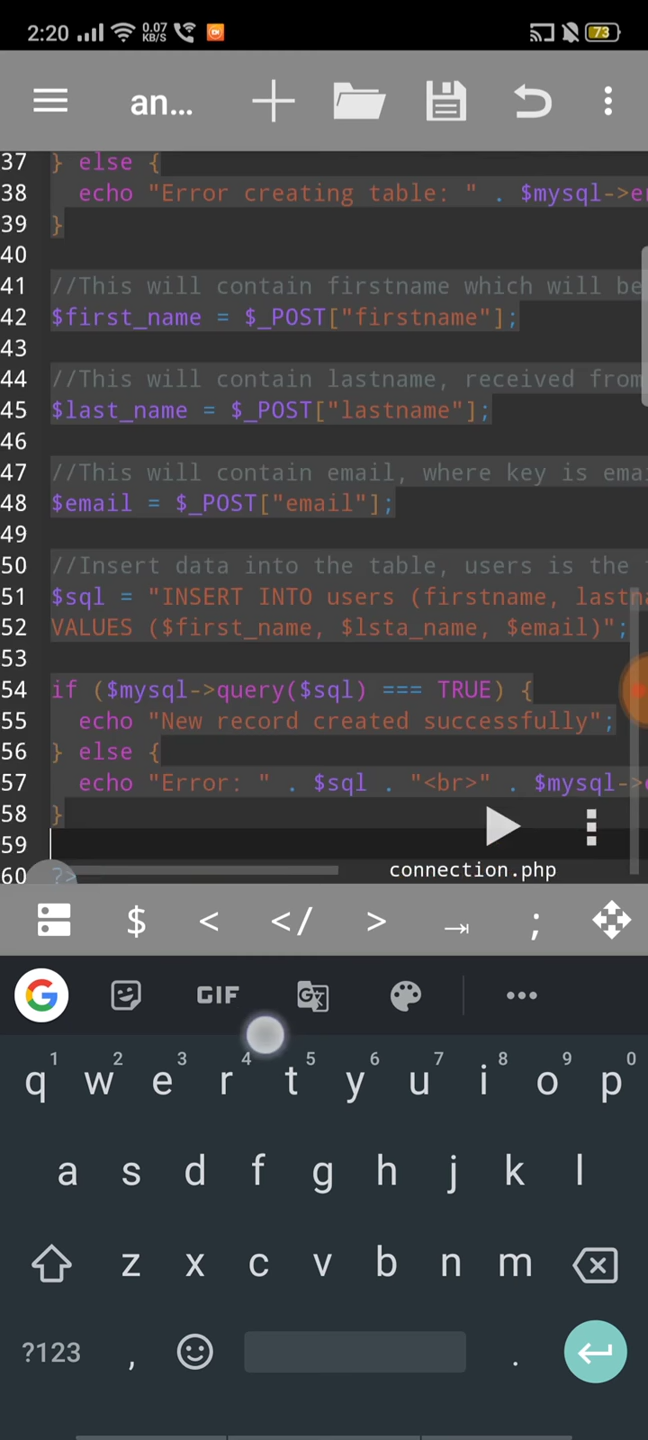 2:20 0.07 KB/S 73
an...
37 } else {
38 echo "Error creating table: " . $mysql->e
39 }
40
41 //This will contain firstname which will be
42 $first_name = $_POST["firstname"];
43
44 //This will contain lastname, received from
45 $last_name = $_POST["lastname"];
46
47 //This will contain email, where key is ema
48 $email = $_POST["email"];
49
50 //Insert data into the table, users is the
51 $sql = "INSERT INTO users (firstname, lastn
52 VALUES ($first_name, $lsta_name, $email)";
53
54 if ($mysql->query($sql) === TRUE) {
55 echo "New record created successfully";
56 } else {
57 echo "Error: " . $sql . "<br>" . $mysql->
58 }
59
60 ?>
connection.php
$ < </ > ⇥ ;
G GIF G ...
1 2 3 4 5 6 7 8 9 0
q w e r t y u i o p
a s d f g h j k l
z x c v b n m
?123 , .